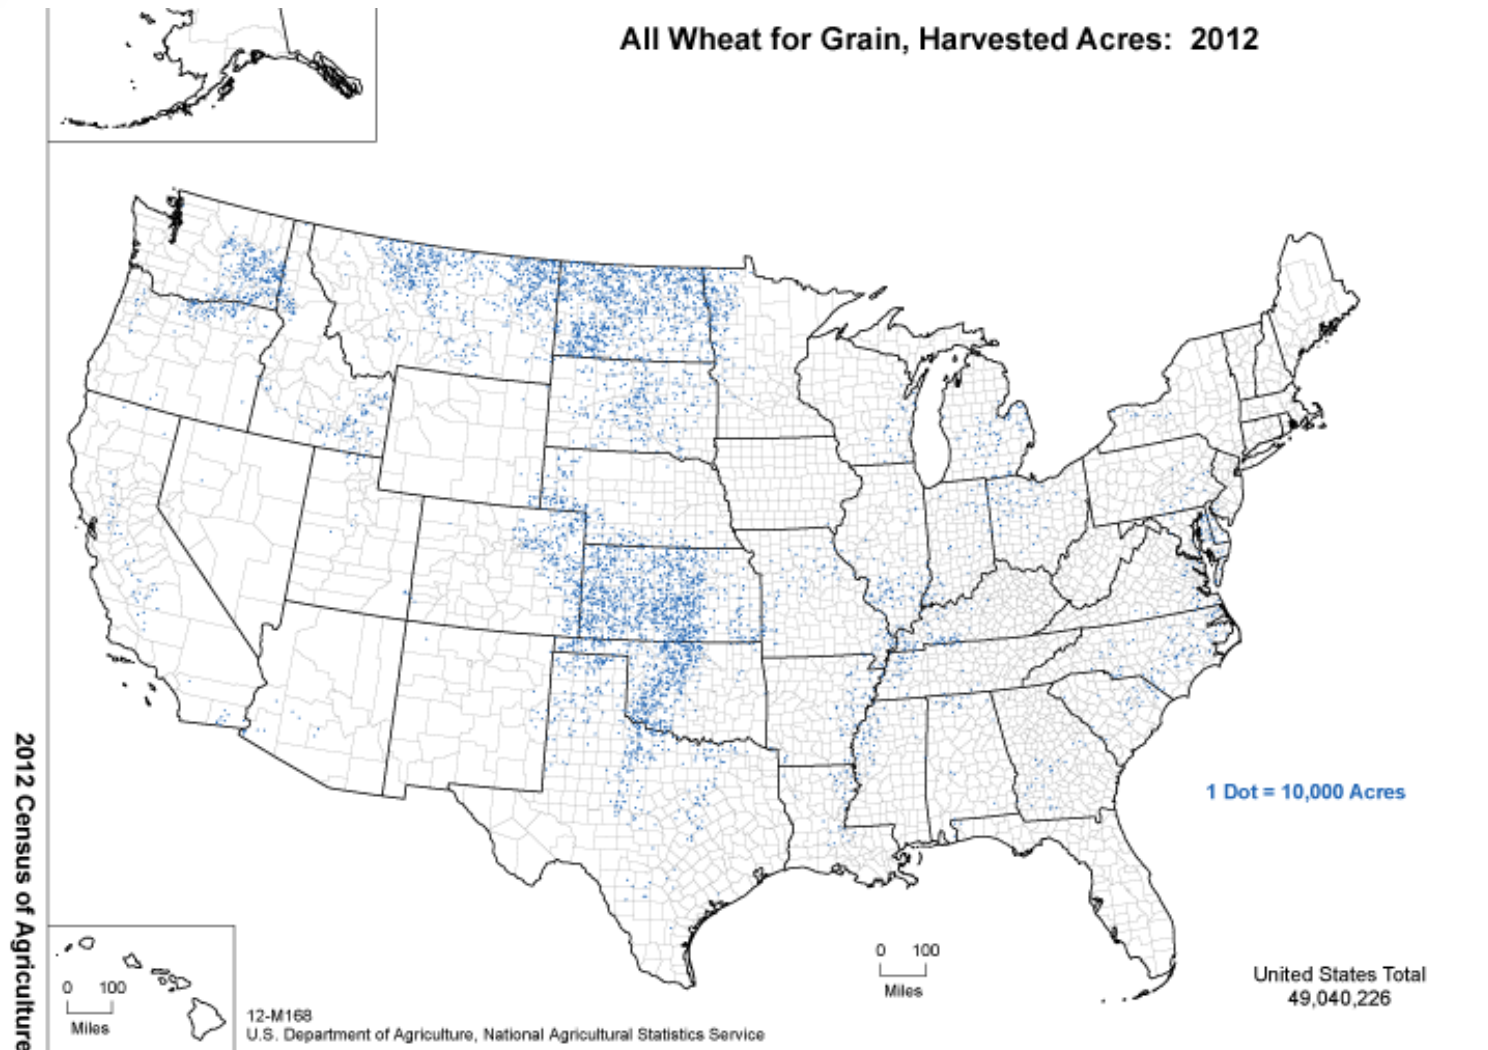 All Wheat for Grain, Harvested Acres: 2012
1 Dot = 10,000 Acres
2012 Census of Agriculture
0 100
Miles
0 100
Miles
United States Total
49,040,226
12-M168
U.S. Department of Agriculture, National Agricultural Statistics Service